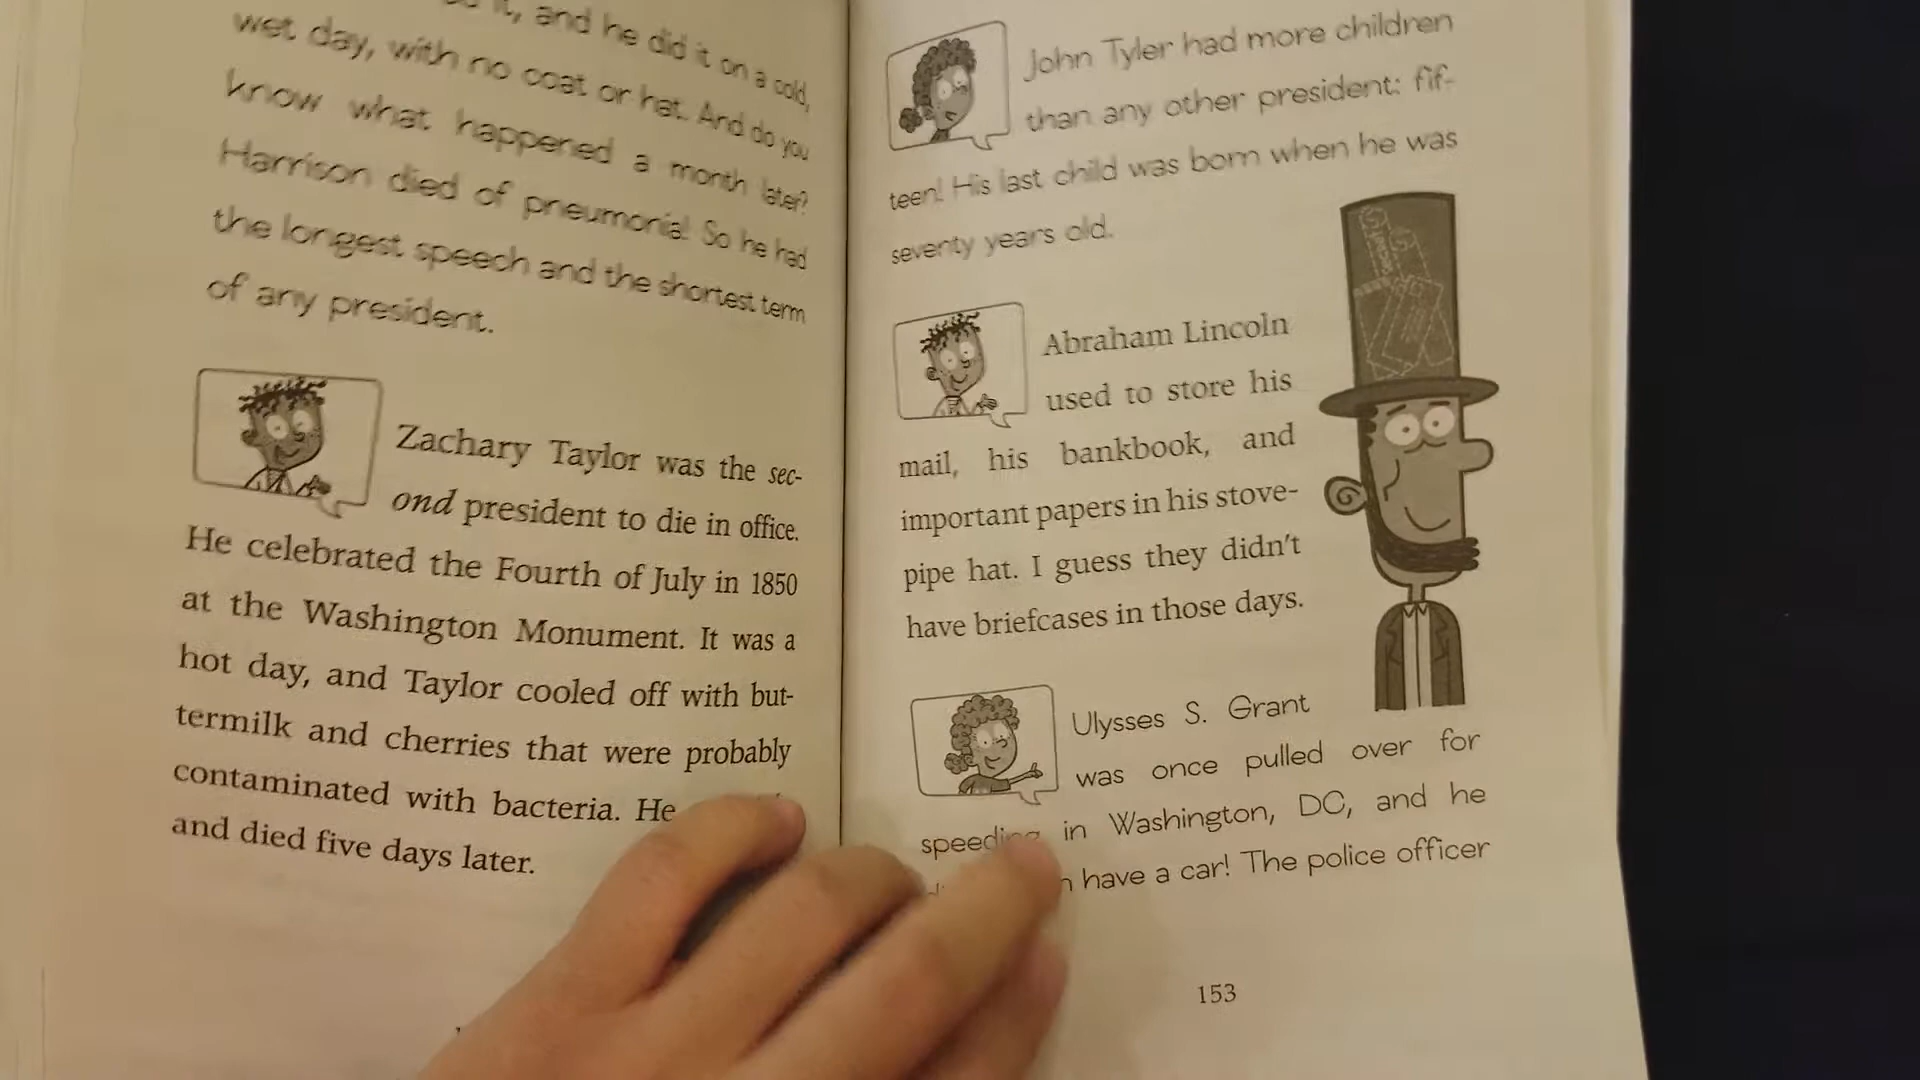 it, and he did it on a cold,
wet day, with no coat or hat. And do you
know what happened a month later?
Harrison died of pneumonia! So he had
the longest speech and the shortest term
of any president.
Zachary Taylor was the sec-
ond president to die in office.
He celebrated the Fourth of July in 1850
at the Washington Monument. It was a
hot day, and Taylor cooled off with but-
termilk and cherries that were probably
contaminated with bacteria. He
and died five days later.
John Tyler had more children
than any other president: fif-
teen! His last child was born when he was
seventy years old.
Abraham Lincoln
used to store his
mail, his bankbook, and
important papers in his stove-
pipe hat. I guess they didn't
have briefcases in those days.
Ulysses S. Grant
was once pulled over for
speeding in Washington, DC, and he
have a car! The police officer
153